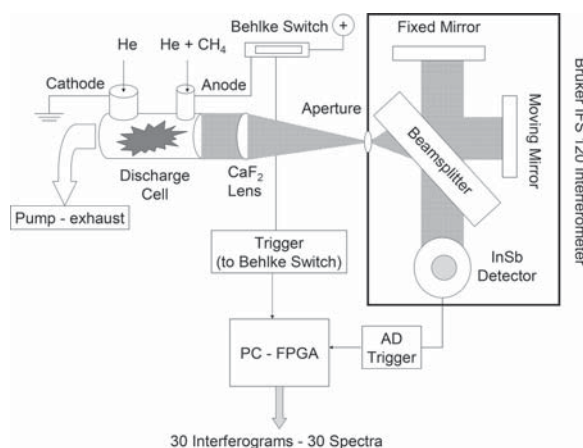 Behlke Switch
+
He
He + CH4
Cathode
Anode
Fixed Mirror
Aperture
Beamsplitter
Moving Mirror
Bruker IFS 120 Interferometer
Discharge
Cell
CaF2
Lens
Pump - exhaust
Trigger
(to Behlke Switch)
InSb
Detector
PC - FPGA
AD
Trigger
30 Interferograms - 30 Spectra